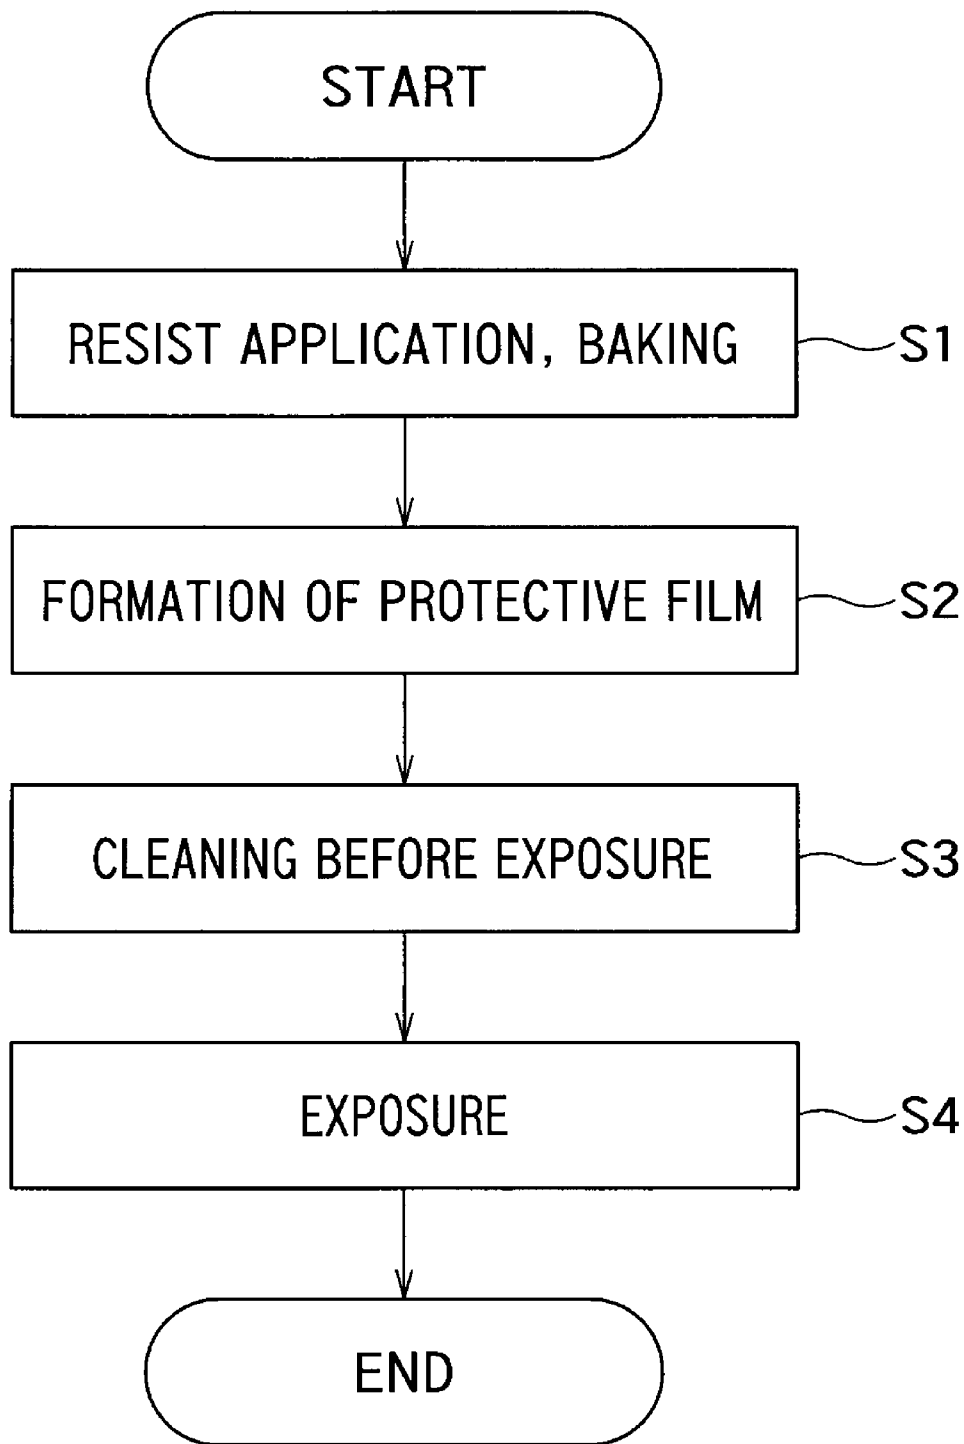 START
RESIST APPLICATION, BAKING
S1
FORMATION OF PROTECTIVE FILM
S2
CLEANING BEFORE EXPOSURE
S3
EXPOSURE
S4
END